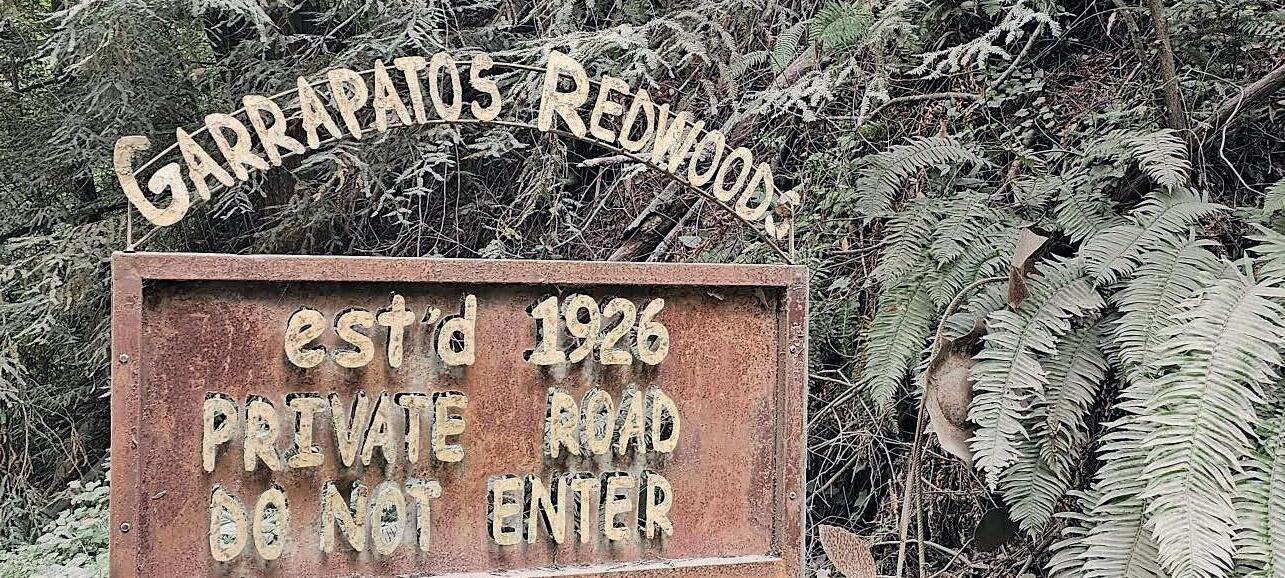 GARRAPATOS REDWOODS
est'd 1926
PRIVATE ROAD
DO NOT ENTER